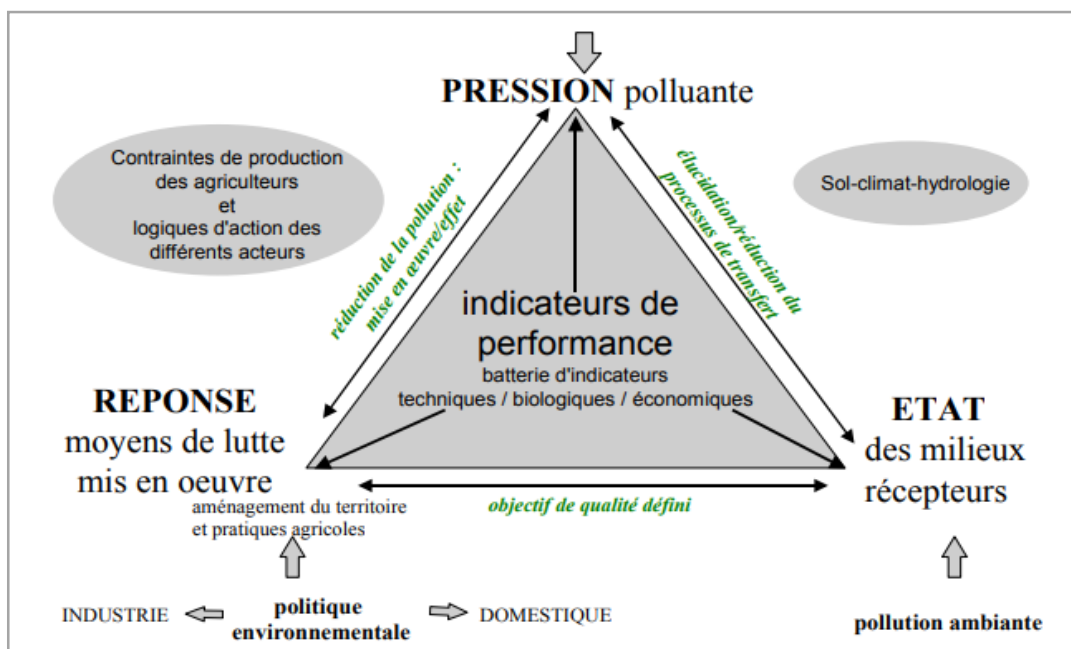 PRESSION polluante
Contraintes de production
des agriculteurs
et
logiques d'action des
différents acteurs
Sol-climat-hydrologie
réduction de la pollution :
mise en œuvre/effet
élucidation/réduction du
processus de transfert
indicateurs de
performance
batterie d'indicateurs
techniques / biologiques / économiques
REPONSE
moyens de lutte
mis en oeuvre
aménagement du territoire
et pratiques agricoles
ETAT
des milieux
récepteurs
objectif de qualité défini
INDUSTRIE
politique
environnementale
DOMESTIQUE
pollution ambiante